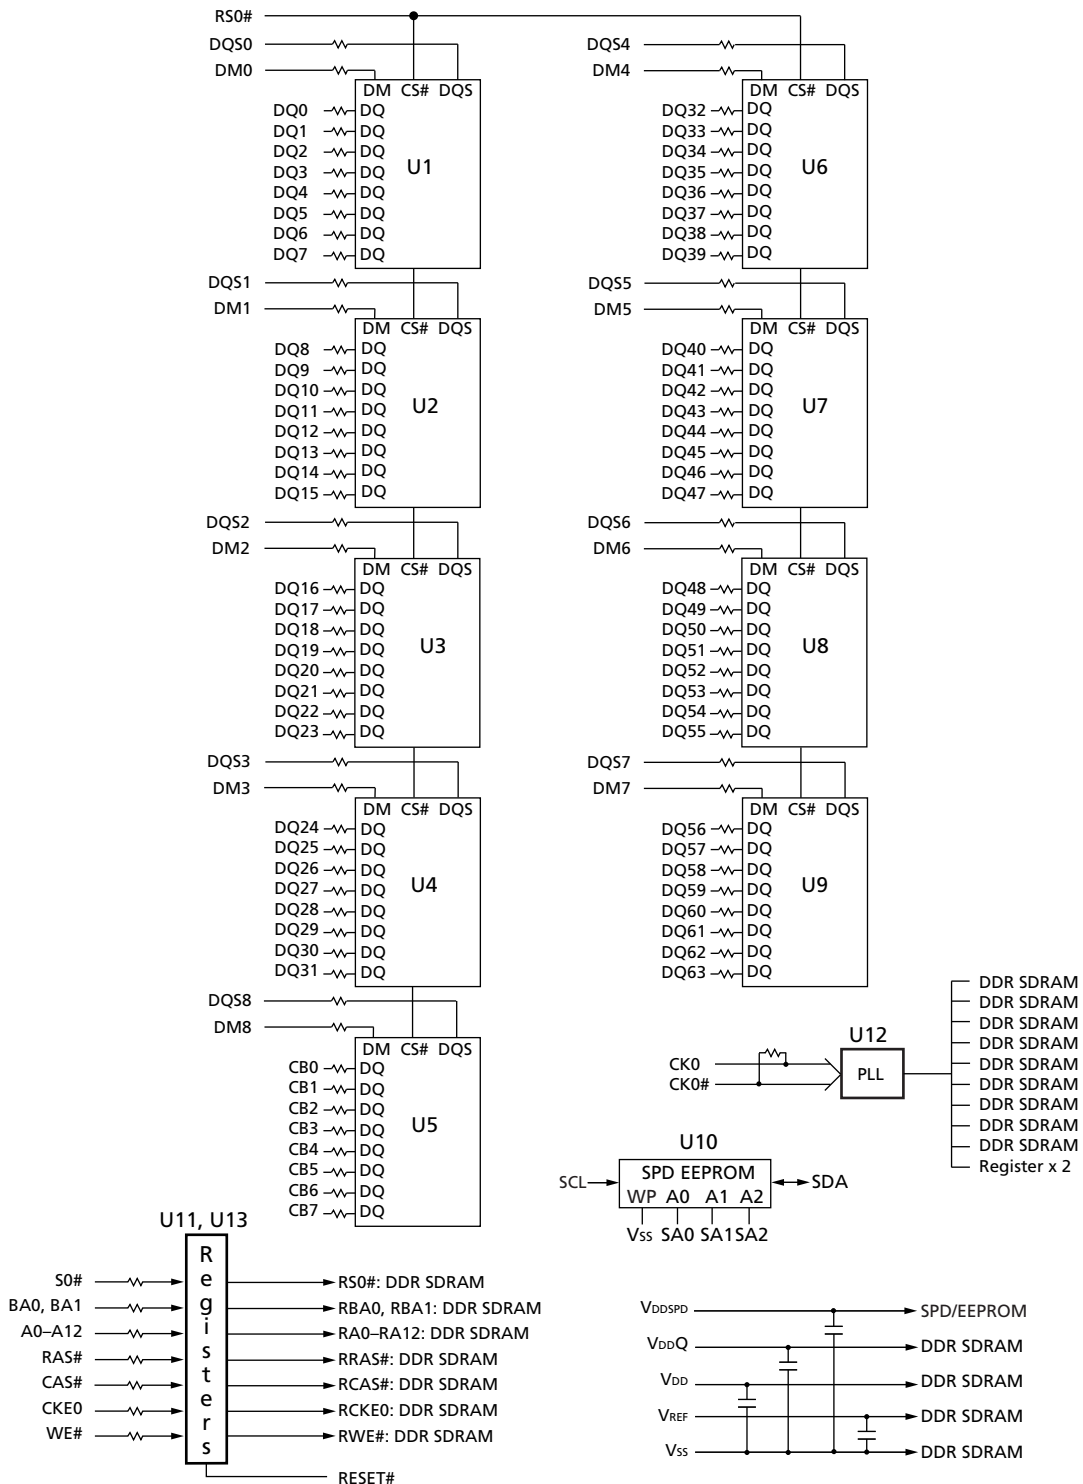 RS0#
DQS0
DM0
DM CS# DQS
DQ0 DQ
DQ1 DQ
DQ2 DQ
DQ3 DQ
DQ4 DQ
DQ5 DQ
DQ6 DQ
DQ7 DQ
U1
DQS4
DM4
DM CS# DQS
DQ32 DQ
DQ33 DQ
DQ34 DQ
DQ35 DQ
DQ36 DQ
DQ37 DQ
DQ38 DQ
DQ39 DQ
U6
DQS1
DM1
DM CS# DQS
DQ8 DQ
DQ9 DQ
DQ10 DQ
DQ11 DQ
DQ12 DQ
DQ13 DQ
DQ14 DQ
DQ15 DQ
U2
DQS5
DM5
DM CS# DQS
DQ40 DQ
DQ41 DQ
DQ42 DQ
DQ43 DQ
DQ44 DQ
DQ45 DQ
DQ46 DQ
DQ47 DQ
U7
DQS2
DM2
DM CS# DQS
DQ16 DQ
DQ17 DQ
DQ18 DQ
DQ19 DQ
DQ20 DQ
DQ21 DQ
DQ22 DQ
DQ23 DQ
U3
DQS6
DM6
DM CS# DQS
DQ48 DQ
DQ49 DQ
DQ50 DQ
DQ51 DQ
DQ52 DQ
DQ53 DQ
DQ54 DQ
DQ55 DQ
U8
DQS3
DM3
DM CS# DQS
DQ24 DQ
DQ25 DQ
DQ26 DQ
DQ27 DQ
DQ28 DQ
DQ29 DQ
DQ30 DQ
DQ31 DQ
U4
DQS7
DM7
DM CS# DQS
DQ56 DQ
DQ57 DQ
DQ58 DQ
DQ59 DQ
DQ60 DQ
DQ61 DQ
DQ62 DQ
DQ63 DQ
U9
DQS8
DM8
DM CS# DQS
CB0 DQ
CB1 DQ
CB2 DQ
CB3 DQ
CB4 DQ
CB5 DQ
CB6 DQ
CB7 DQ
U5
U12
CK0
CK0#
PLL
DDR SDRAM
DDR SDRAM
DDR SDRAM
DDR SDRAM
DDR SDRAM
DDR SDRAM
DDR SDRAM
DDR SDRAM
DDR SDRAM
Register x 2
U10
SCL
SPD EEPROM
SDA
WP A0 A1 A2
VSS SA0 SA1 SA2
U11, U13
Registers
S0# RS0#: DDR SDRAM
BA0, BA1 RBA0, RBA1: DDR SDRAM
A0–A12 RA0–RA12: DDR SDRAM
RAS# RRAS#: DDR SDRAM
CAS# RCAS#: DDR SDRAM
CKE0 RCKE0: DDR SDRAM
WE# RWE#: DDR SDRAM
RESET#
VDDSPD SPD/EEPROM
VDDQ DDR SDRAM
VDD DDR SDRAM
VREF DDR SDRAM
VSS DDR SDRAM